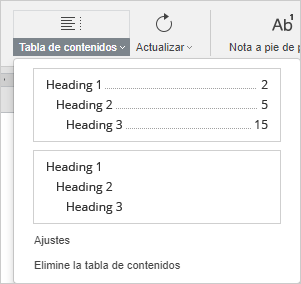 Tabla de contenidos
Actualizar
Ab¹
Nota a pie de
Heading 1 2
Heading 2 5
Heading 3 15
Heading 1
Heading 2
Heading 3
Ajustes
Elimine la tabla de contenidos